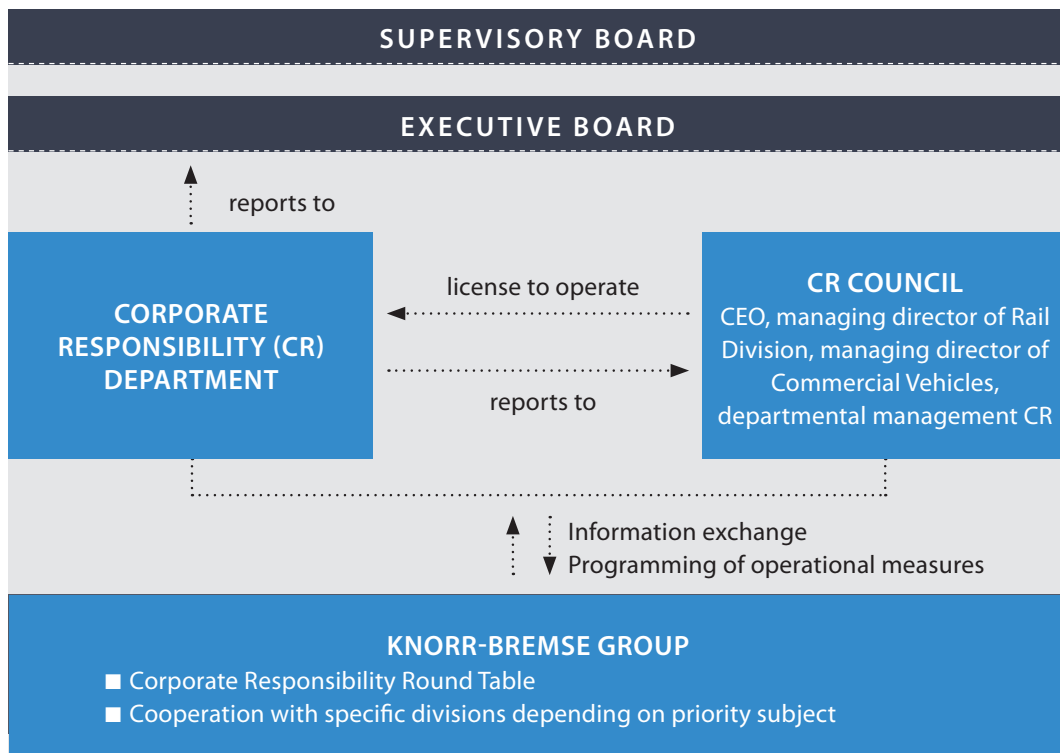 SUPERVISORY BOARD
EXECUTIVE BOARD
reports to
CORPORATE
RESPONSIBILITY (CR)
DEPARTMENT
license to operate
reports to
CR COUNCIL
CEO, managing director of Rail
Division, managing director of
Commercial Vehicles,
departmental management CR
Information exchange
Programming of operational measures
KNORR-BREMSE GROUP
■ Corporate Responsibility Round Table
■ Cooperation with specific divisions depending on priority subject